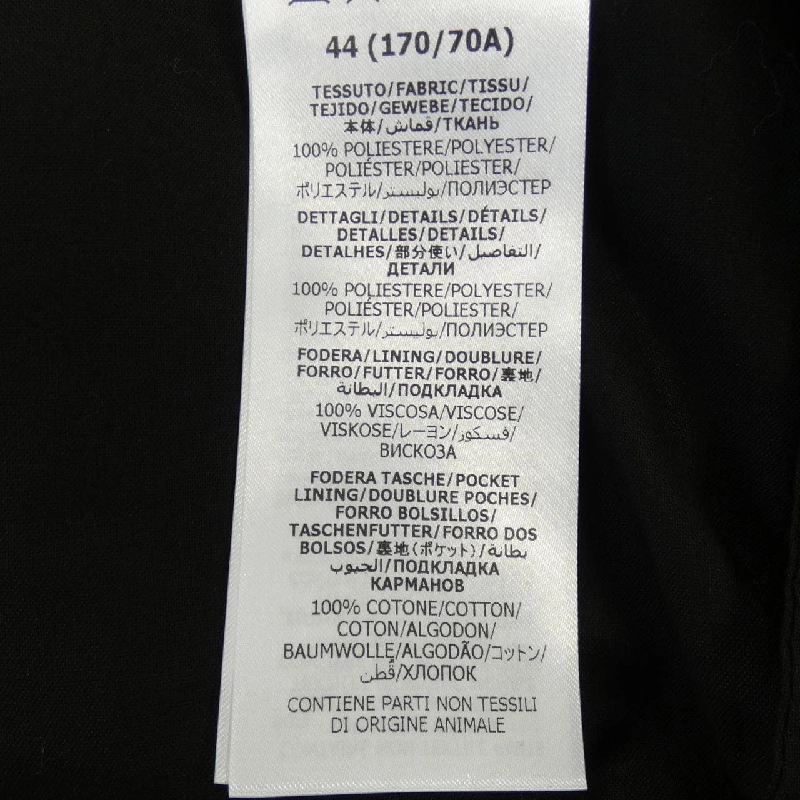 44 (170/70A)
TESSUTO/FABRIC/TISSU/
TEJIDO/GEWEBE/TECIDO/
本体/قماش/ТКАНЬ
100% POLIESTERE/POLYESTER/
POLIÉSTER/POLIESTER/
ポリエステル/بوليستر/ПОЛИЭСТЕР
DETTAGLI/DETAILS/DÉTAILS/
DETALLES/DETAILS/
DETALHES/部分使い/التفاصيل/
ДЕТАЛИ
100% POLIESTERE/POLYESTER/
POLIÉSTER/POLIESTER/
ポリエステル/بوليستر/ПОЛИЭСТЕР
FODERA/LINING/DOUBLURE/
FORRO/FUTTER/FORRO/裏地/
البطانة/ПОДКЛАДКА
100% VISCOSA/VISCOSE/
VISKOSE/レーヨン/فسكوز/
ВИСКОЗА
FODERA TASCHE/POCKET
LINING/DOUBLURE POCHES/
FORRO BOLSILLOS/
TASCHENFUTTER/FORRO DOS
BOLSOS/裏地(ポケット)/بطانة
الجيوب/ПОДКЛАДКА
КАРМАНОВ
100% COTONE/COTTON/
COTON/ALGODON/
BAUMWOLLE/ALGODÃO/コットン/
قُطن/ХЛОПОК
CONTIENE PARTI NON TESSILI
DI ORIGINE ANIMALE